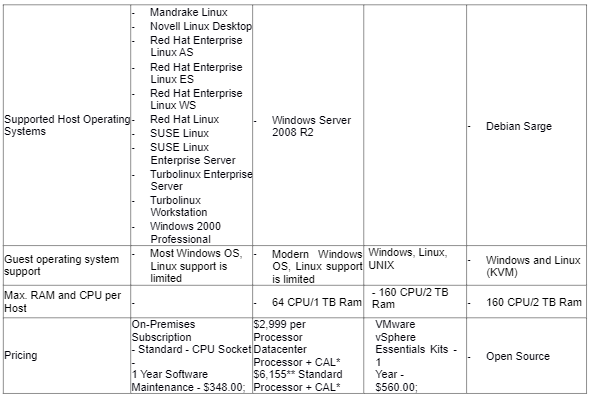 - Mandrake Linux
- Novell Linux Desktop
- Red Hat Enterprise
Linux AS
- Red Hat Enterprise
Linux ES
- Red Hat Enterprise
Linux WS
- Red Hat Linux
- SUSE Linux
- SUSE Linux
Enterprise Server
- Turbolinux Enterprise
Server
- Turbolinux
Workstation
- Windows 2000
Professional
Supported Host Operating
Systems
- Windows Server
2008 R2
- Debian Sarge
Guest operating system
support
- Most Windows OS,
Linux support is
limited
- Modern Windows
OS, Linux support
is limited
Windows, Linux,
UNIX
- Windows and Linux
(KVM)
Max. RAM and CPU per
Host
-
- 64 CPU/1 TB Ram
- 160 CPU/2 TB
Ram
- 160 CPU/2 TB Ram
Pricing
On-Premises
Subscription
- Standard - CPU Socket
-
1 Year Software
Maintenance - $348.00;
$2,999 per
Processor
Datacenter
Processor + CAL*
$6,155** Standard
Processor + CAL*
VMware
vSphere
Essentials Kits -
1
Year -
$560.00;
- Open Source